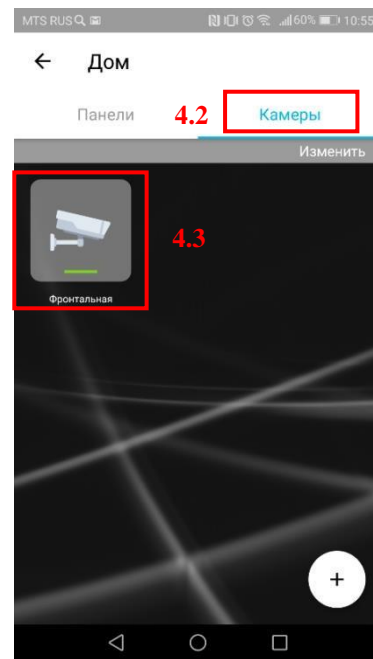 MTS RUS 60% 10:55
Дом
Панели 4.2 Камеры
Изменить
4.3
Фронтальная
+